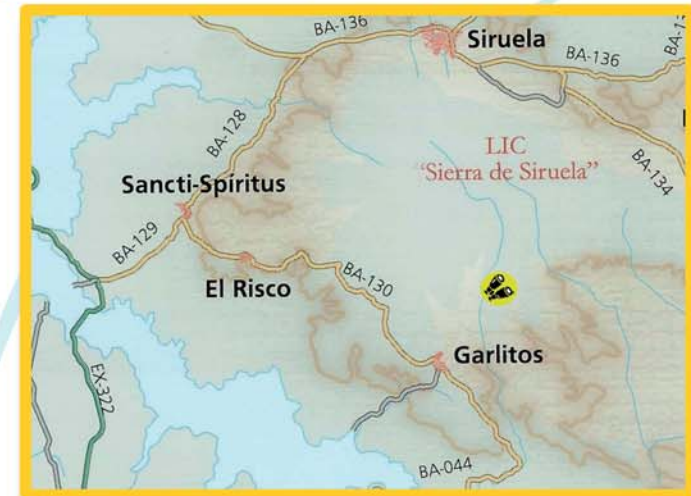 BA-136
Siruela
BA-136
BA-128
LIC
"Sierra de Siruela"
BA-134
Sancti-Spíritus
BA-129
El Risco
BA-130
EX-322
Garlitos
BA-044